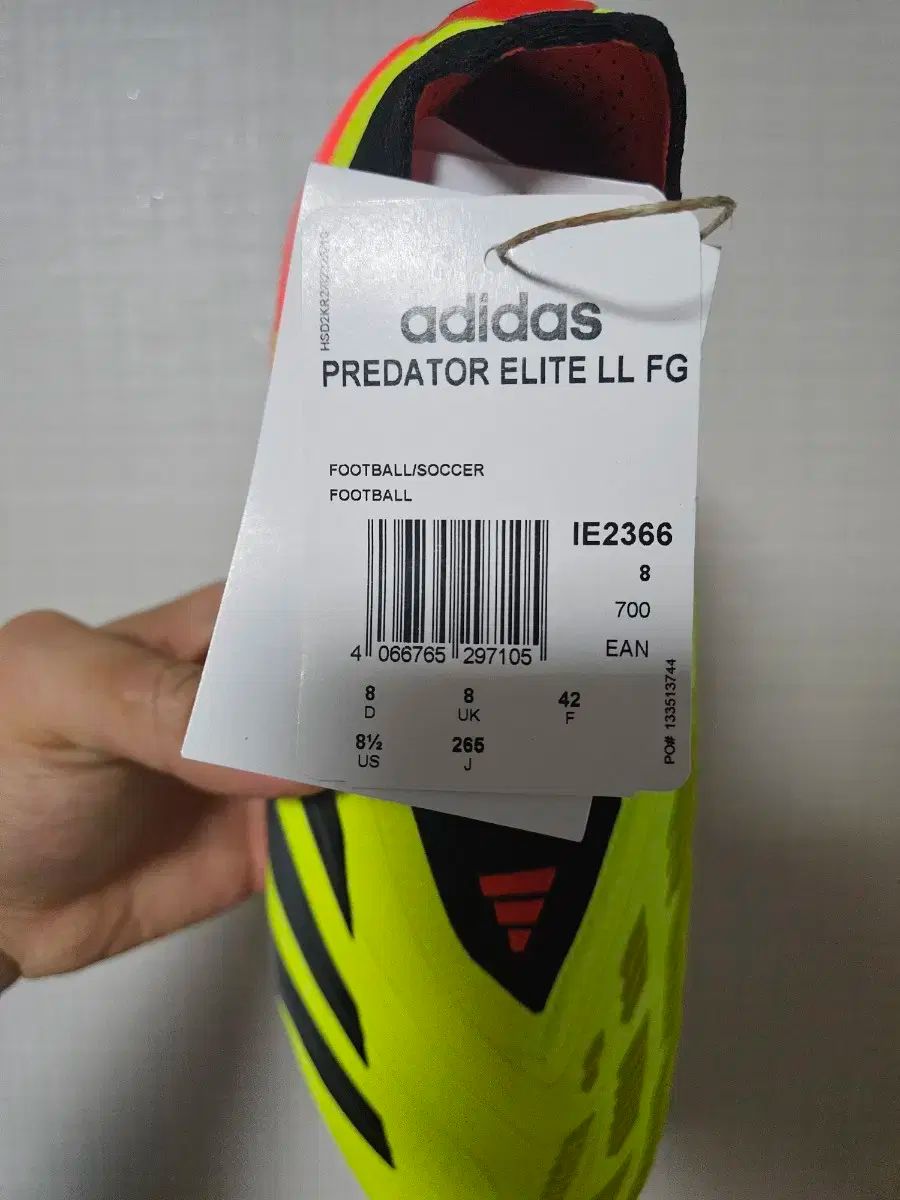 adidas
PREDATOR ELITE LL FG
FOOTBALL/SOCCER
FOOTBALL
IE2366
8
700
EAN
4 066765 297105
8 8 42
D UK F
8½ 265
US J
PO# 133513744